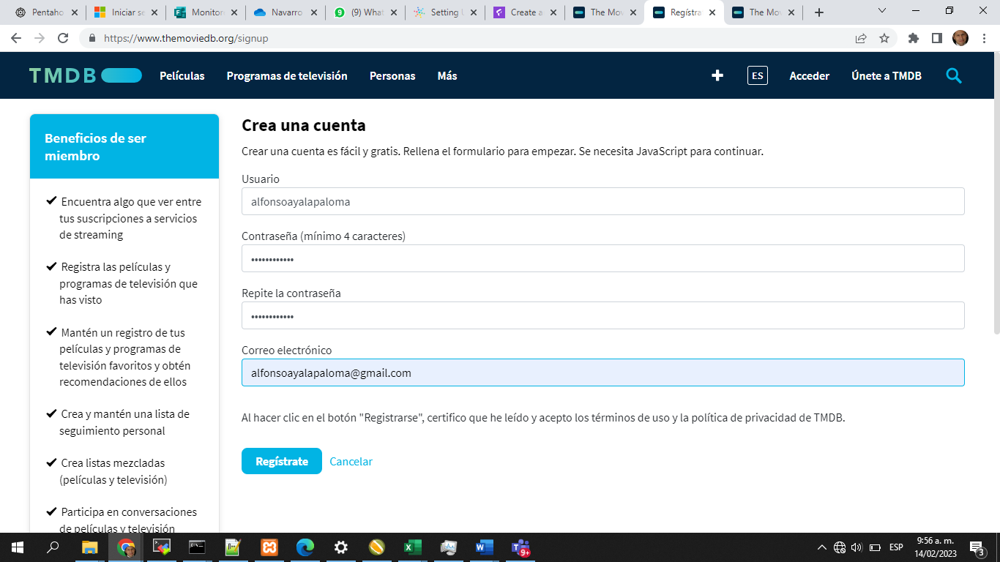 Pentaho
Iniciar se
Monitor
Navarro
(9) What
Setting U
Create a
The Mov
Regístra
The Mov
https://www.themoviedb.org/signup
TMDB
Películas
Programas de televisión
Personas
Más
ES
Acceder
Únete a TMDB
Beneficios de ser
miembro
Encuentra algo que ver entre
tus suscripciones a servicios
de streaming
Registra las películas y
programas de televisión que
has visto
Mantén un registro de tus
películas y programas de
televisión favoritos y obtén
recomendaciones de ellos
Crea y mantén una lista de
seguimiento personal
Crea listas mezcladas
(películas y televisión)
Participa en conversaciones
de películas y televisión
Crea una cuenta
Crear una cuenta es fácil y gratis. Rellena el formulario para empezar. Se necesita JavaScript para continuar.
Usuario
alfonsoayalapaloma
Contraseña (mínimo 4 caracteres)
••••••••••••
Repite la contraseña
••••••••••••
Correo electrónico
alfonsoayalapaloma@gmail.com
Al hacer clic en el botón "Registrarse", certifico que he leído y acepto los términos de uso y la política de privacidad de TMDB.
Regístrate
Cancelar
9+
ESP
9:56 a. m.
14/02/2023
3